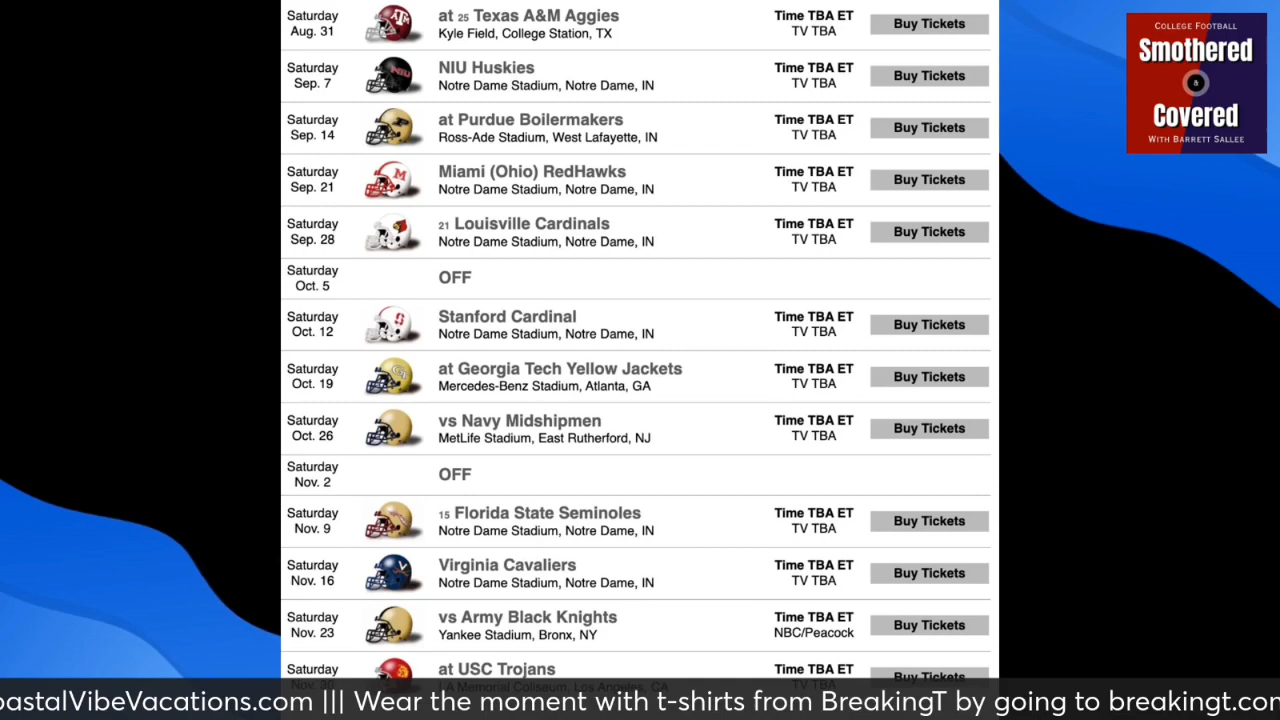 Saturday
Aug. 31
at 25 Texas A&M Aggies
Kyle Field, College Station, TX
Time TBA ET
TV TBA
Buy Tickets
Saturday
Sep. 7
NIU Huskies
Notre Dame Stadium, Notre Dame, IN
Time TBA ET
TV TBA
Buy Tickets
Saturday
Sep. 14
at Purdue Boilermakers
Ross-Ade Stadium, West Lafayette, IN
Time TBA ET
TV TBA
Buy Tickets
Saturday
Sep. 21
Miami (Ohio) RedHawks
Notre Dame Stadium, Notre Dame, IN
Time TBA ET
TV TBA
Buy Tickets
Saturday
Sep. 28
21 Louisville Cardinals
Notre Dame Stadium, Notre Dame, IN
Time TBA ET
TV TBA
Buy Tickets
Saturday
Oct. 5
OFF
Saturday
Oct. 12
Stanford Cardinal
Notre Dame Stadium, Notre Dame, IN
Time TBA ET
TV TBA
Buy Tickets
Saturday
Oct. 19
at Georgia Tech Yellow Jackets
Mercedes-Benz Stadium, Atlanta, GA
Time TBA ET
TV TBA
Buy Tickets
Saturday
Oct. 26
vs Navy Midshipmen
MetLife Stadium, East Rutherford, NJ
Time TBA ET
TV TBA
Buy Tickets
Saturday
Nov. 2
OFF
Saturday
Nov. 9
15 Florida State Seminoles
Notre Dame Stadium, Notre Dame, IN
Time TBA ET
TV TBA
Buy Tickets
Saturday
Nov. 16
Virginia Cavaliers
Notre Dame Stadium, Notre Dame, IN
Time TBA ET
TV TBA
Buy Tickets
Saturday
Nov. 23
vs Army Black Knights
Yankee Stadium, Bronx, NY
Time TBA ET
NBC/Peacock
Buy Tickets
Saturday
Nov. 30
at USC Trojans
LA Memorial Coliseum, Los Angeles, CA
Time TBA ET
TV TBA
Buy Tickets
COLLEGE FOOTBALL
Smothered
&
Covered
WITH BARRETT SALLEE
oastalVibeVacations.com ||| Wear the moment with t-shirts from BreakingT by going to breakingt.com